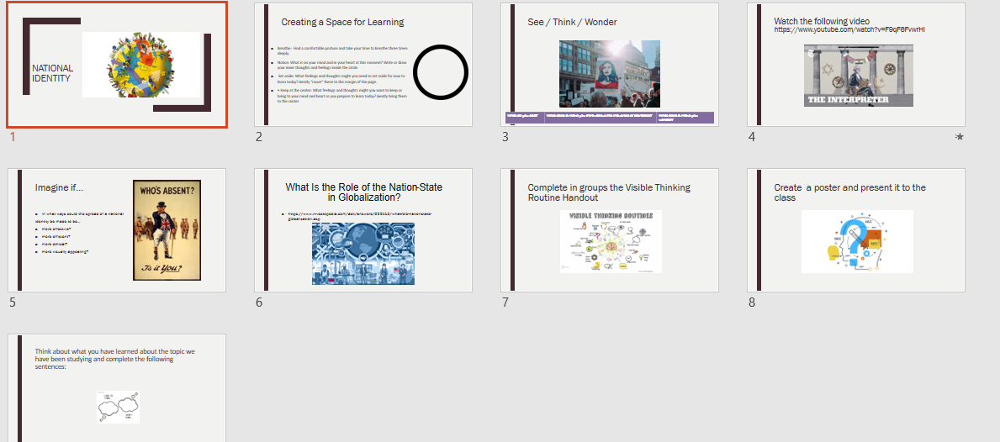 NATIONAL
IDENTITY
1
Creating a Space for Learning
Breathe: Find a comfortable posture and take your time to breathe three times
deeply.
Notice: What is on your mind and in your heart at this moment? Write or draw
your inner thoughts and feelings inside the circle.
Set aside: What feelings and thoughts might you need to set aside for now to
learn today? Gently "move" these to the margin of the page.
• Keep at the center: What feelings and thoughts might you want to keep or
bring to your mind and heart as you prepare to learn today? Gently bring them
to the center
2
See / Think / Wonder
3
Watch the following video
https://www.youtube.com/watch?v=F9qF6FvwrHI
THE INTERPRETER
4
Imagine if...
In what ways could the spread of a national
identity be made to be...
more effective?
more efficient?
more ethical?
more visually appealing?
WHO'S ABSENT?
Is it You?
5
What Is the Role of the Nation-State
in Globalization?
6
Complete in groups the Visible Thinking
Routine Handout
VISIBLE THINKING ROUTINES
7
Create a poster and present it to the
class
8
Think about what you have learned about the topic we
have been studying and complete the following
sentences: